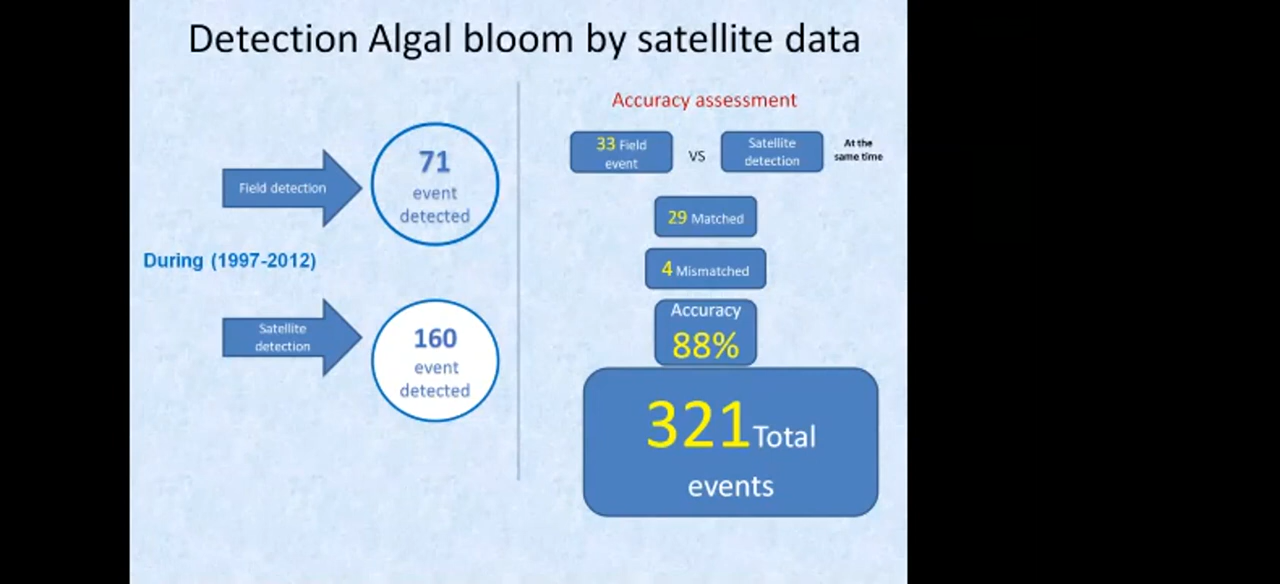 Detection Algal bloom by satellite data
Field detection
71
event
detected
During (1997-2012)
Satellite
detection
160
event
detected
Accuracy assessment
33 Field
event
VS
Satellite
detection
At the
same time
29 Matched
4 Mismatched
Accuracy
88%
321 Total
events